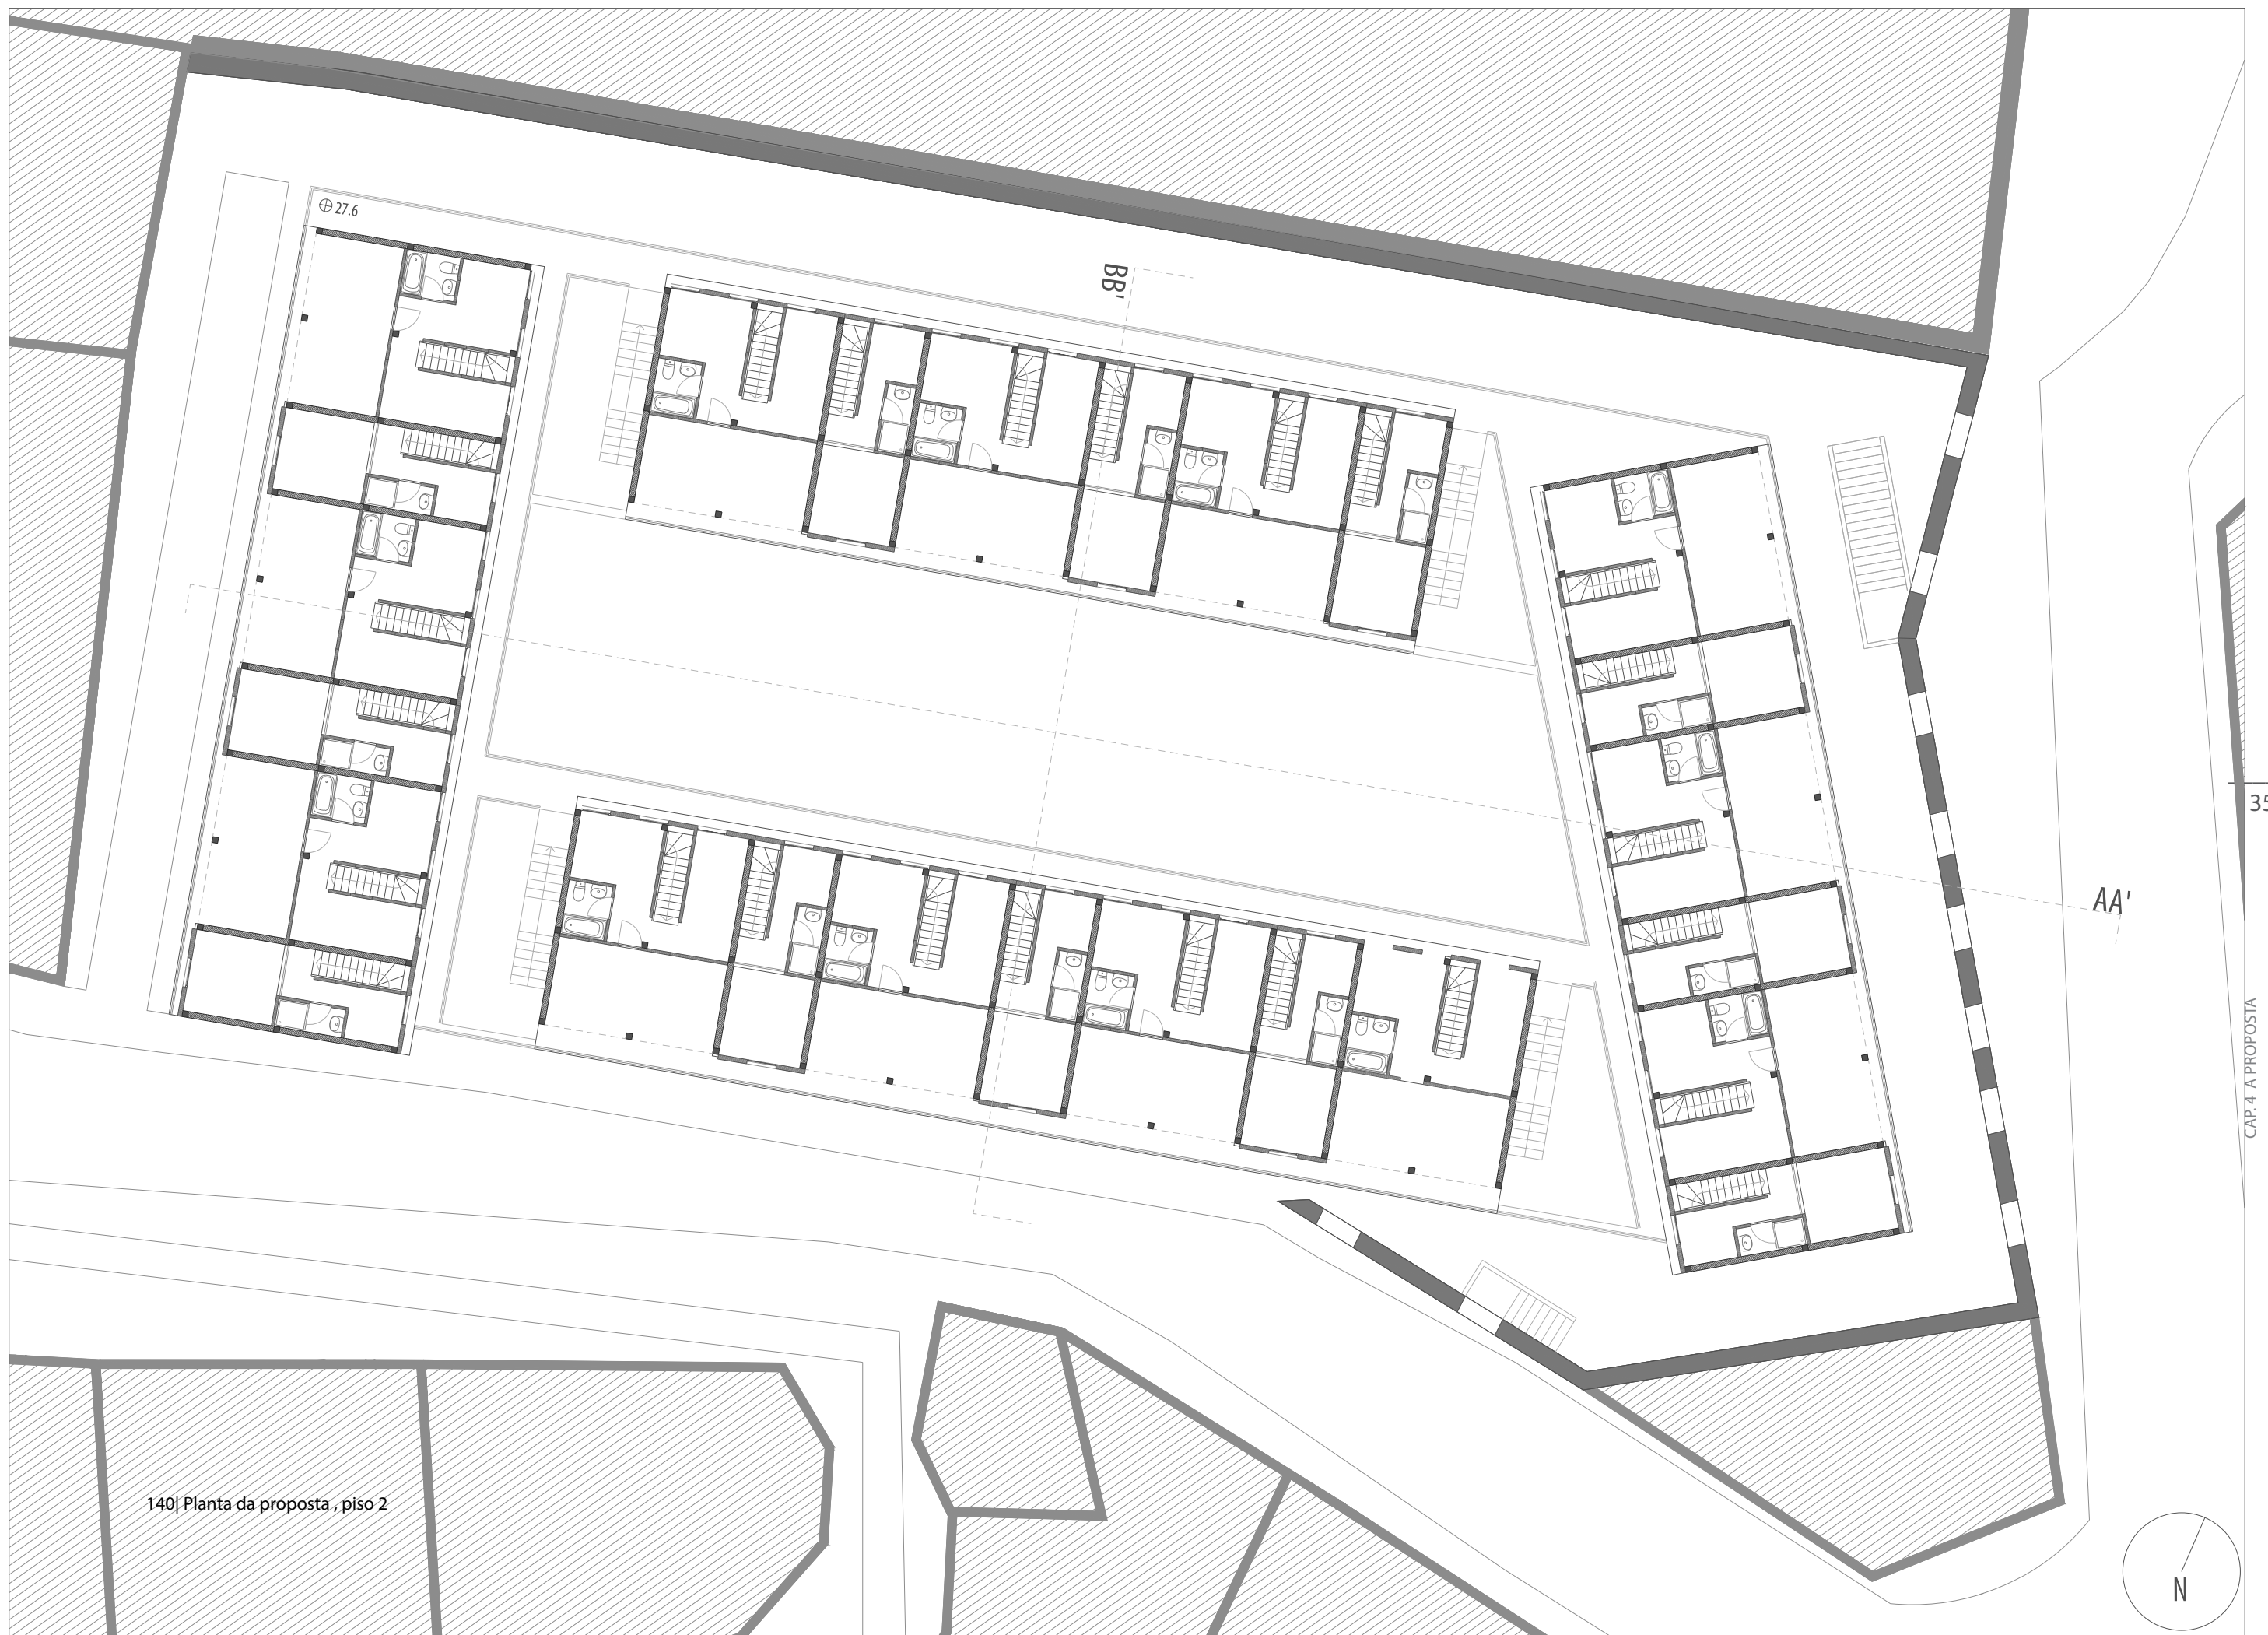 27.6
BB'
AA'
35
CAP. 4 A PROPOSTA
140| Planta da proposta , piso 2
N